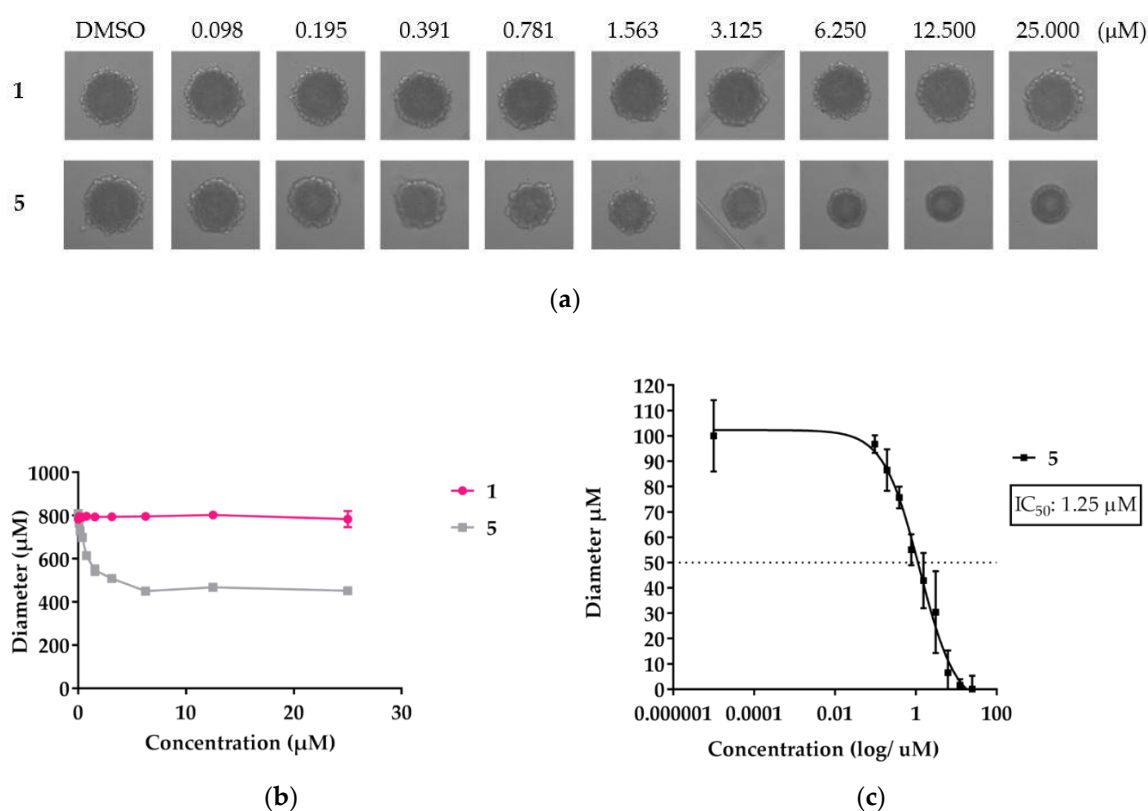 DMSO 0.098 0.195 0.391 0.781 1.563 3.125 6.250 12.500 25.000 (μM)
1
5
(a)
1000
800
600
400
200
0
0 10 20 30
Diameter (μM)
Concentration (μM)
1
5
(b)
120
110
100
90
80
70
60
50
40
30
20
10
0
0.000001 0.0001 0.01 1 100
Diameter μM
Concentration (log/ uM)
5
IC₅₀: 1.25 μM
(c)